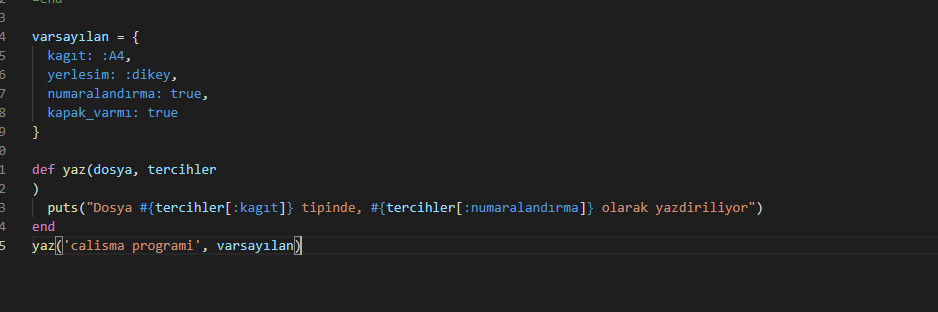 =end
3
4 varsayılan = {
5   kagıt: :A4,
6   yerlesim: :dikey,
7   numaralandırma: true,
8   kapak_varmı: true
9 }
0
1 def yaz(dosya, tercihler
2 )
3   puts("Dosya #{tercihler[:kagıt]} tipinde, #{tercihler[:numaralandırma]} olarak yazdiriliyor")
4 end
5 yaz('calisma programi', varsayılan)